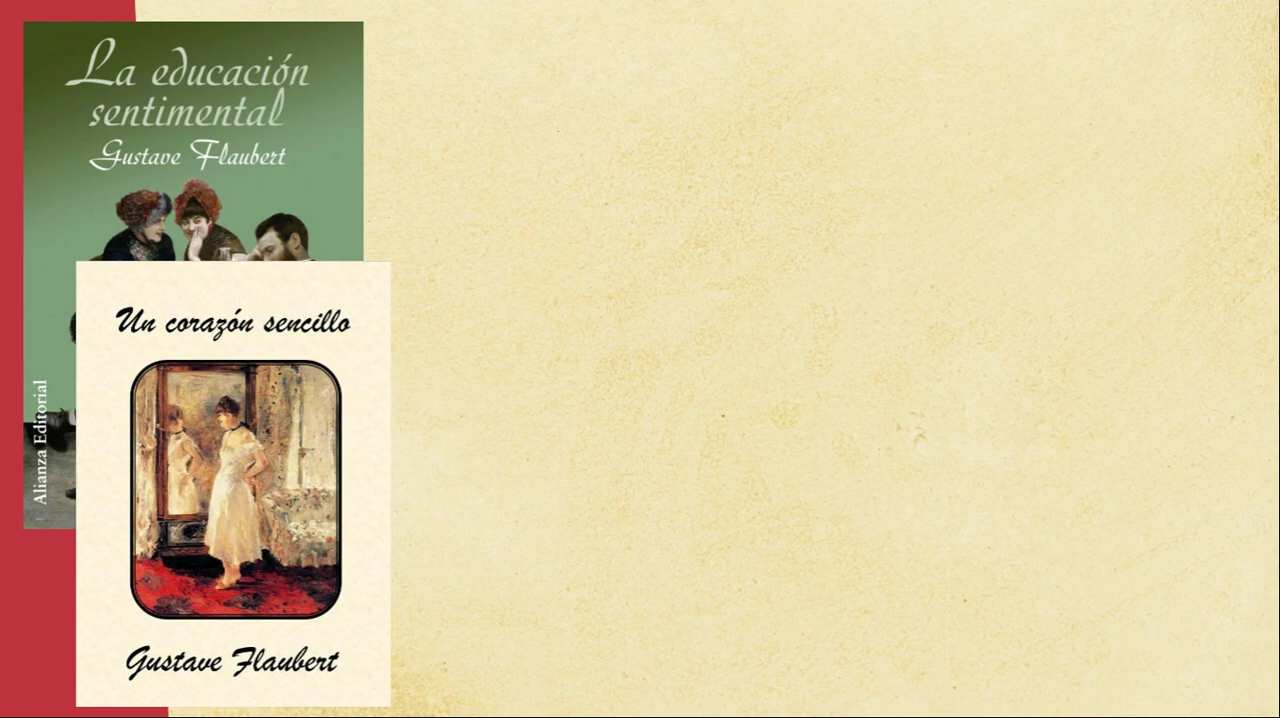 La educación
sentimental
Gustave Flaubert
Alianza Editorial
Un corazón sencillo
Gustave Flaubert